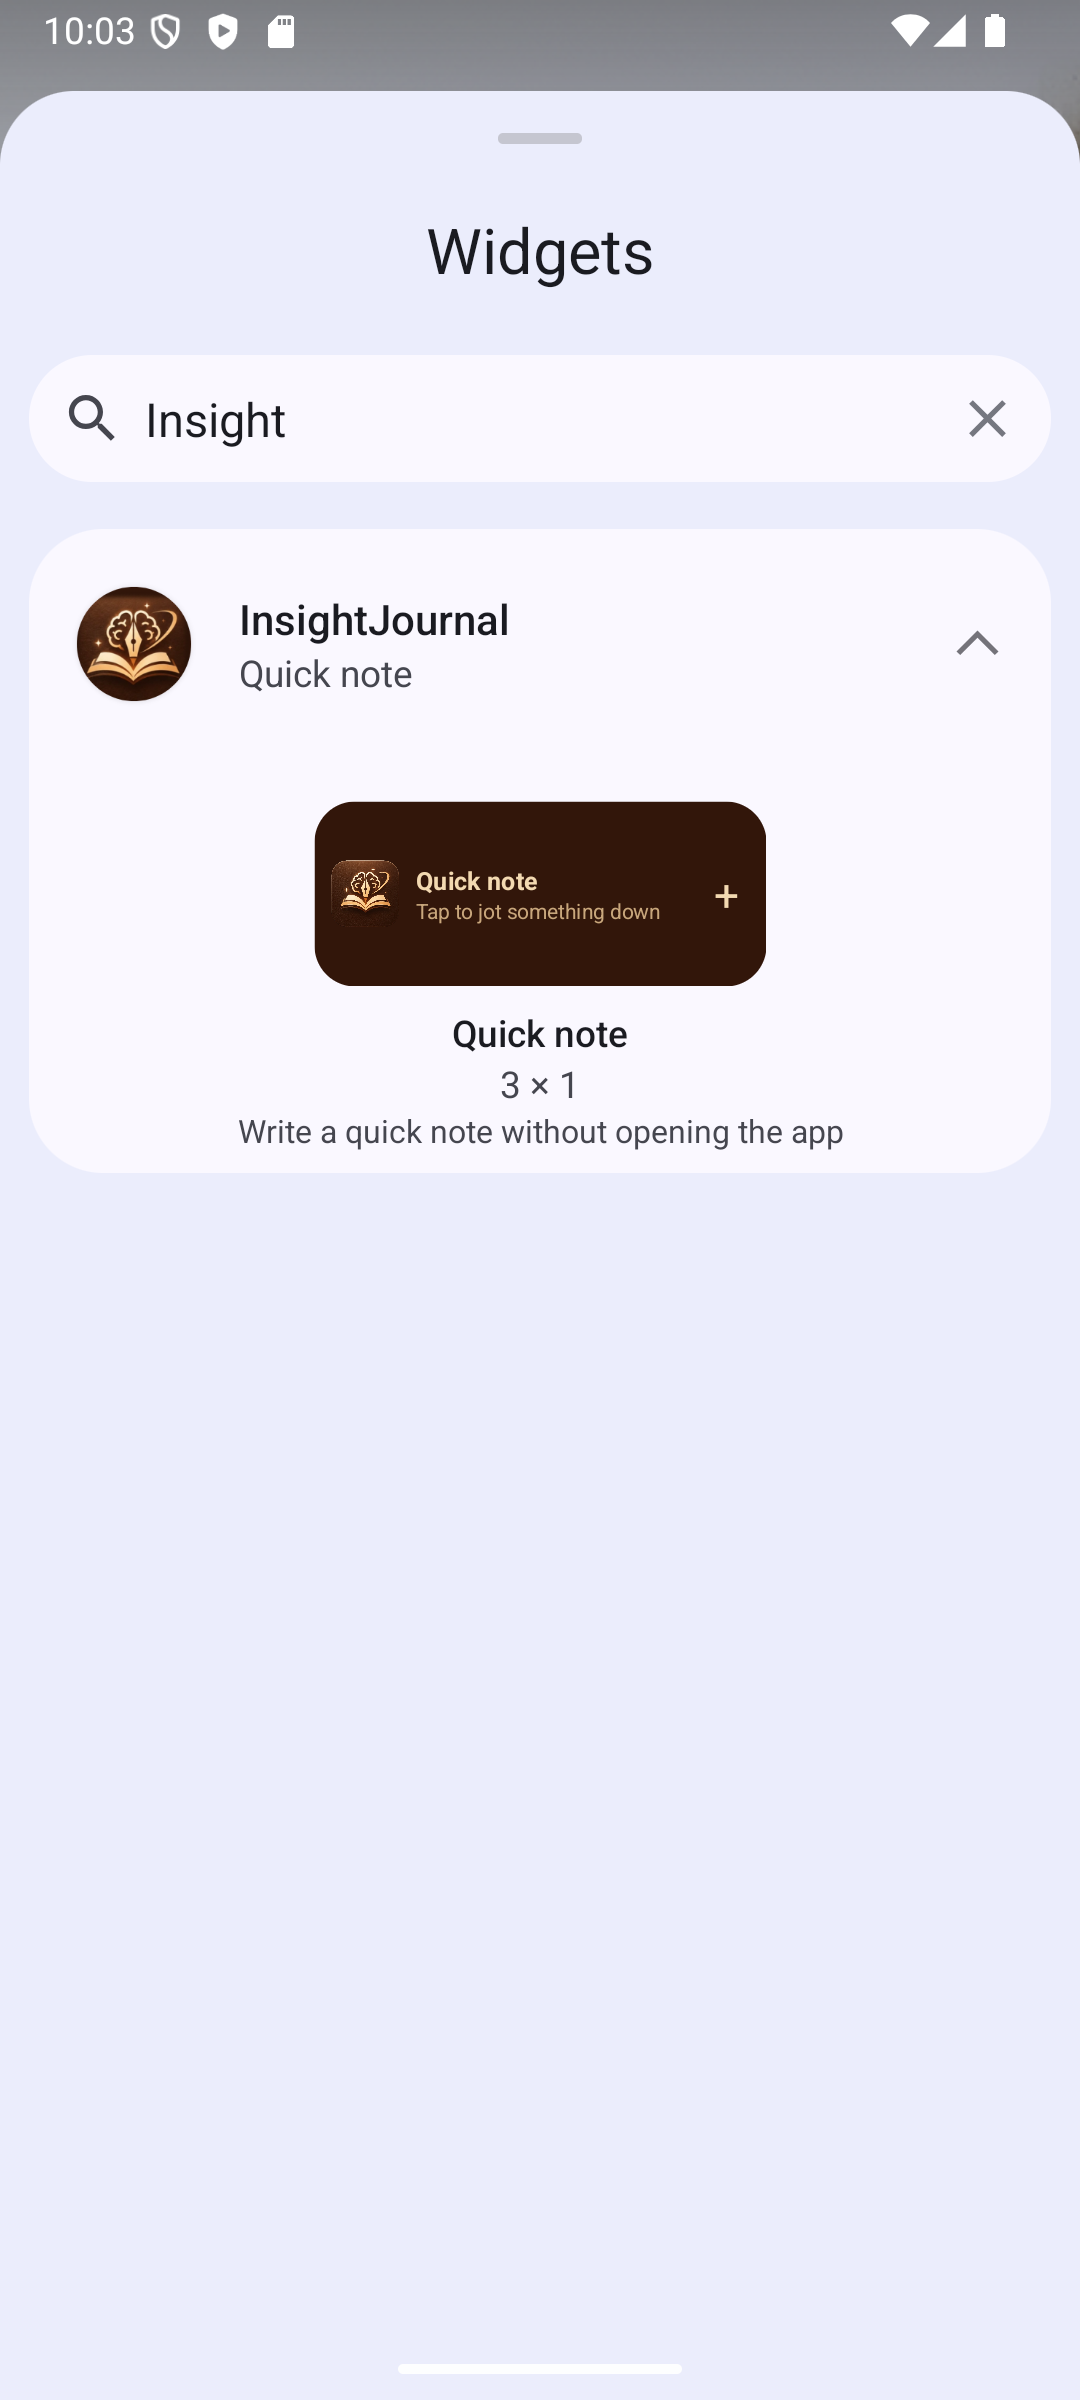 10:03
Widgets
Insight
InsightJournal
Quick note
Quick note
Tap to jot something down
+
Quick note
3 × 1
Write a quick note without opening the app